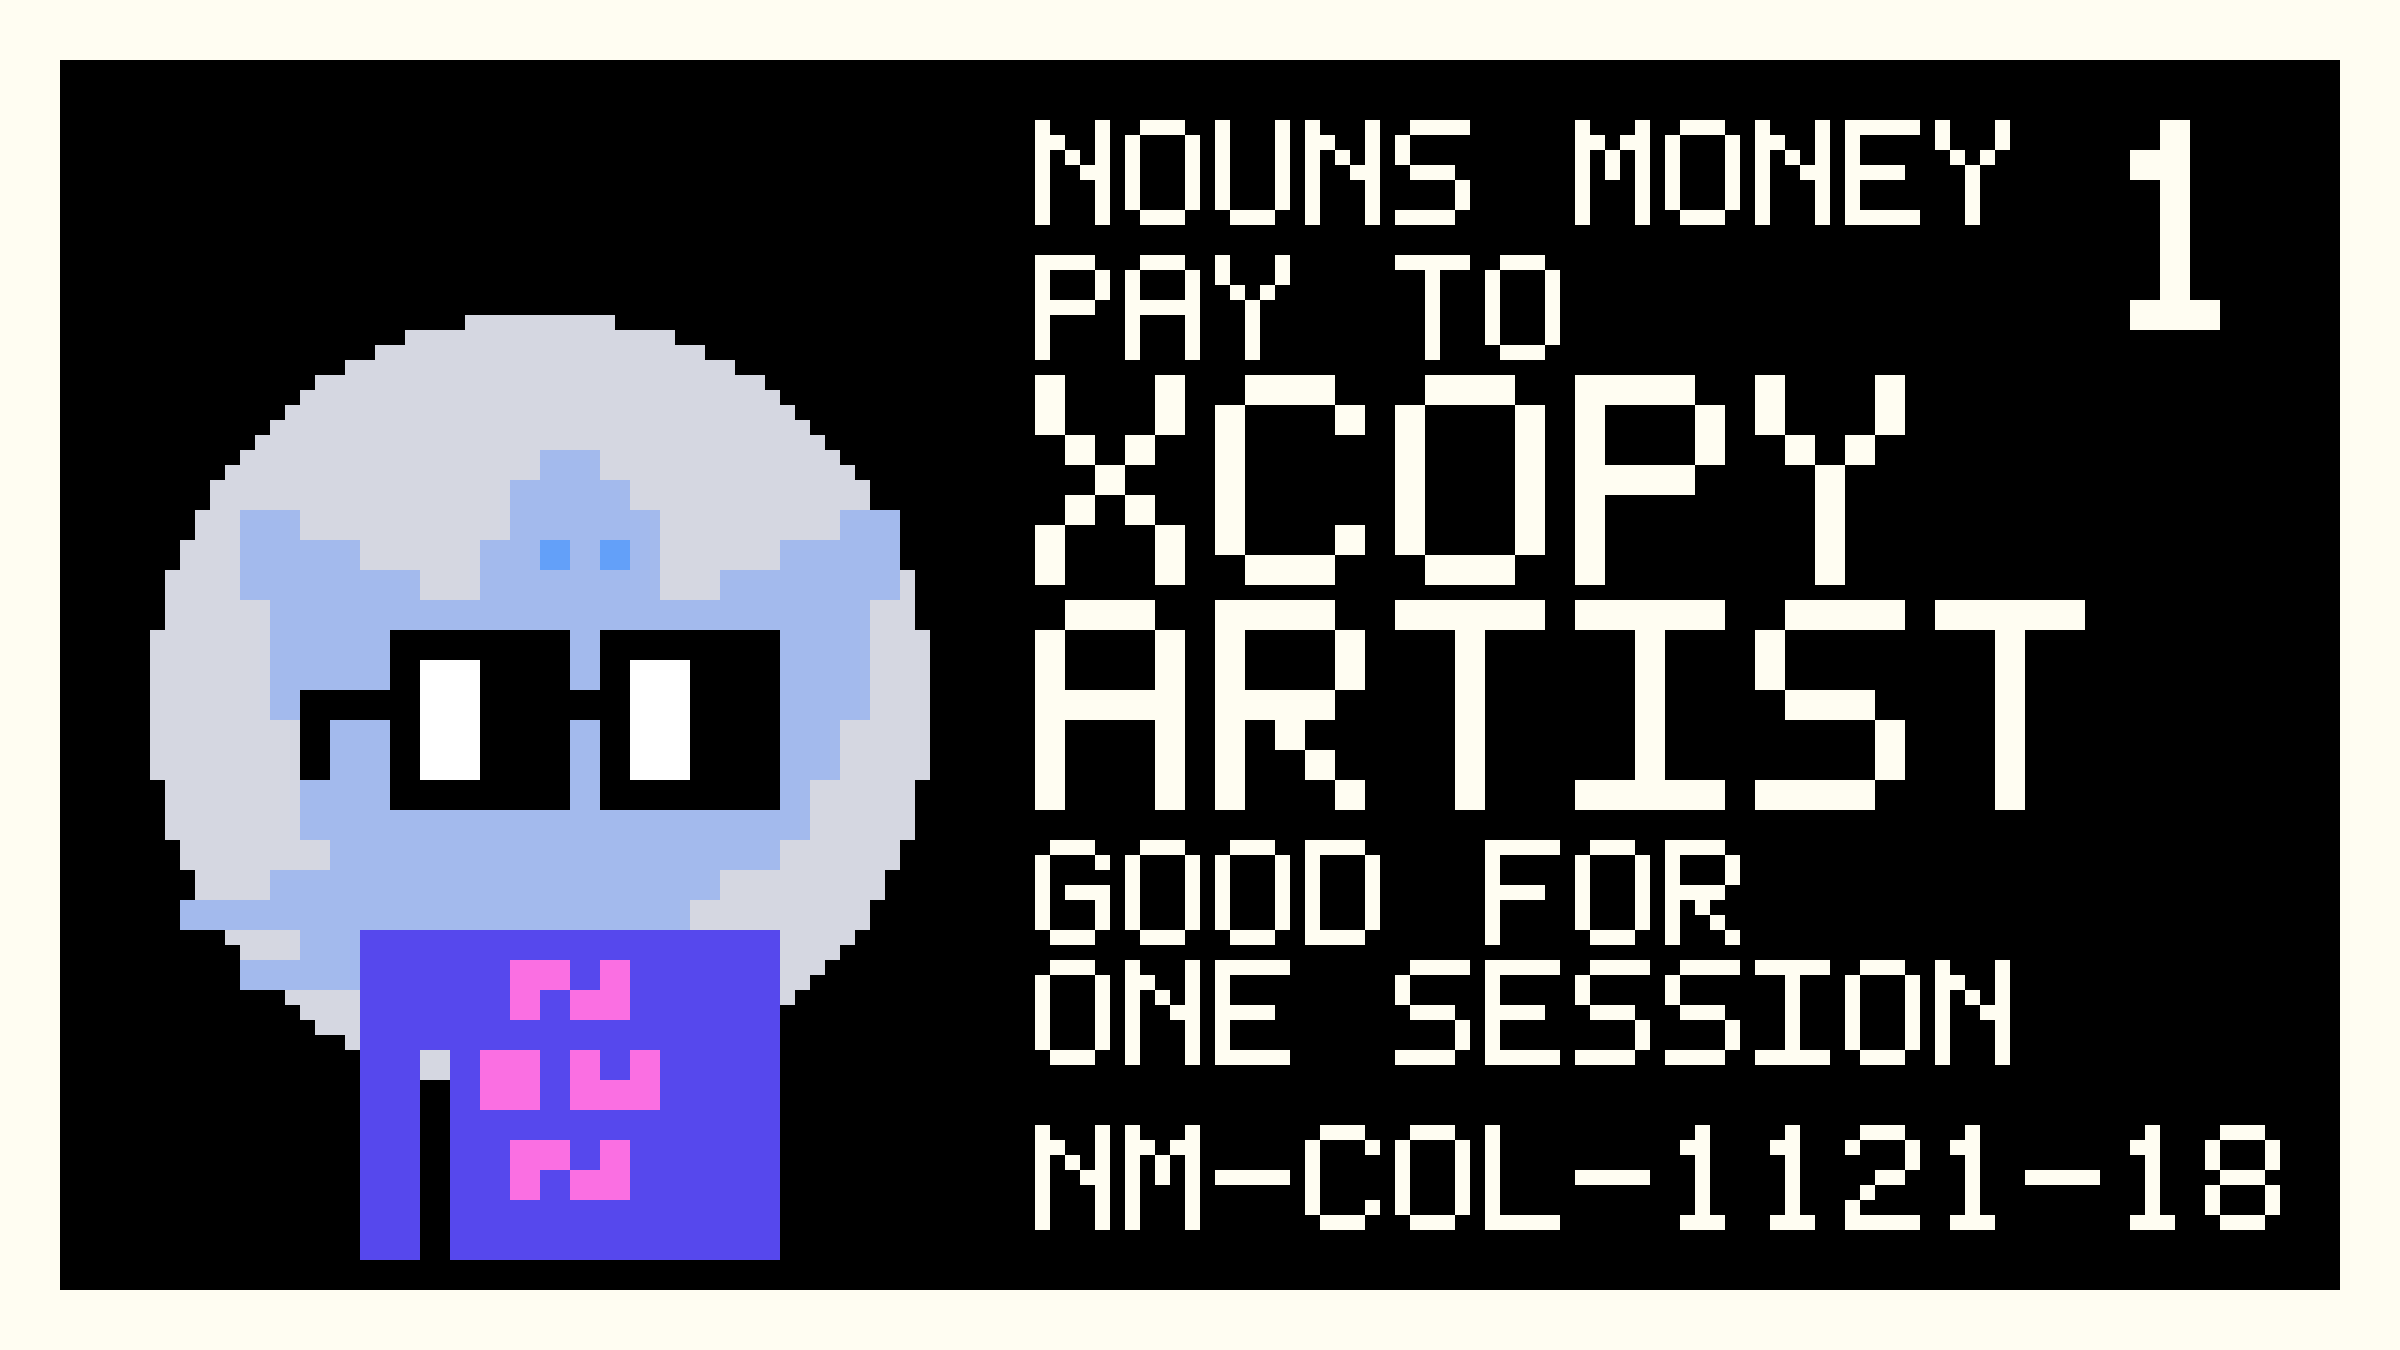 NOUNS MONEY 1
PAY TO
XCOPY
ARTIST
GOOD FOR
ONE SESSION
NM-COL-1121-18